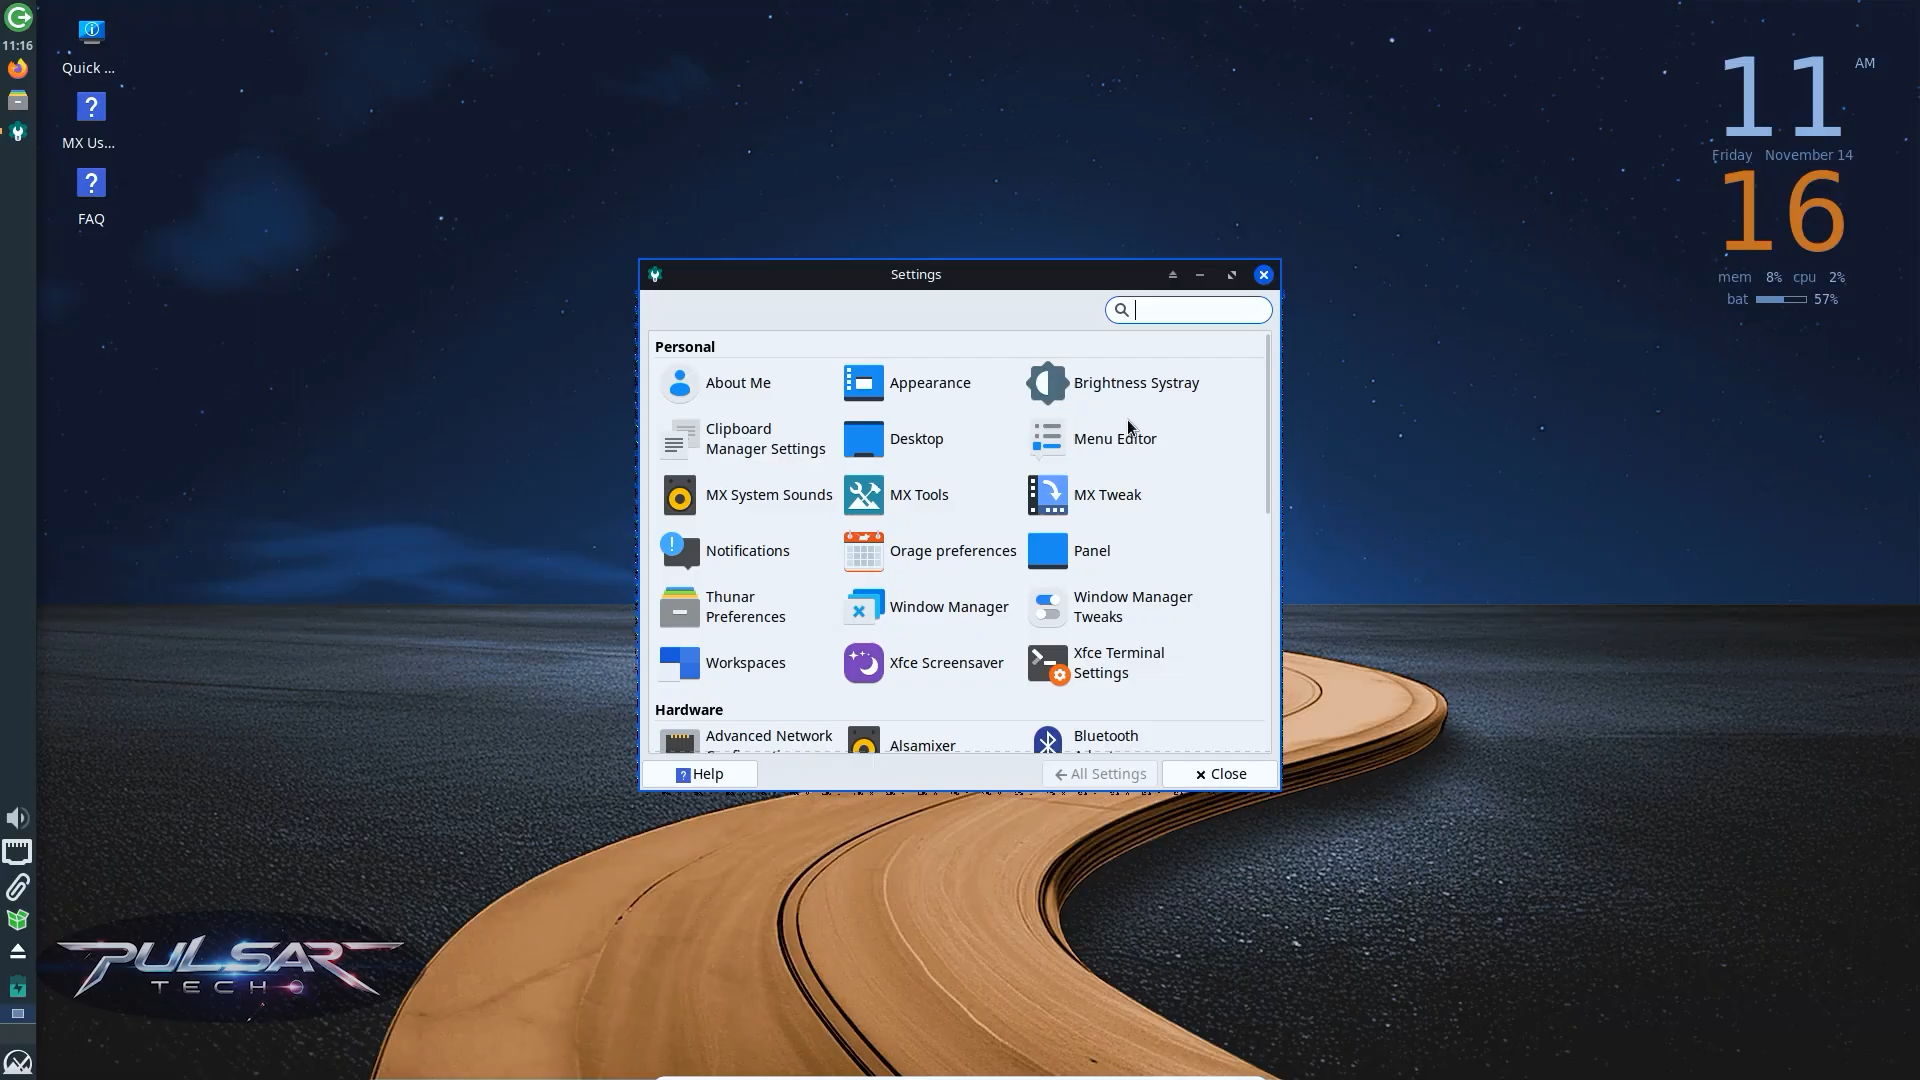 11:16
Quick ...
MX Us...
FAQ
11 AM
Friday November 14
16
mem 8% cpu 2%
bat 57%
Settings
Personal
About Me
Appearance
Brightness Systray
Clipboard
Manager Settings
Desktop
Menu Editor
MX System Sounds
MX Tools
MX Tweak
Notifications
Orage preferences
Panel
Thunar
Preferences
Window Manager
Window Manager
Tweaks
Workspaces
Xfce Screensaver
Xfce Terminal
Settings
Hardware
Advanced Network
Alsamixer
Bluetooth
Help
All Settings
Close
PULSAR
TECH